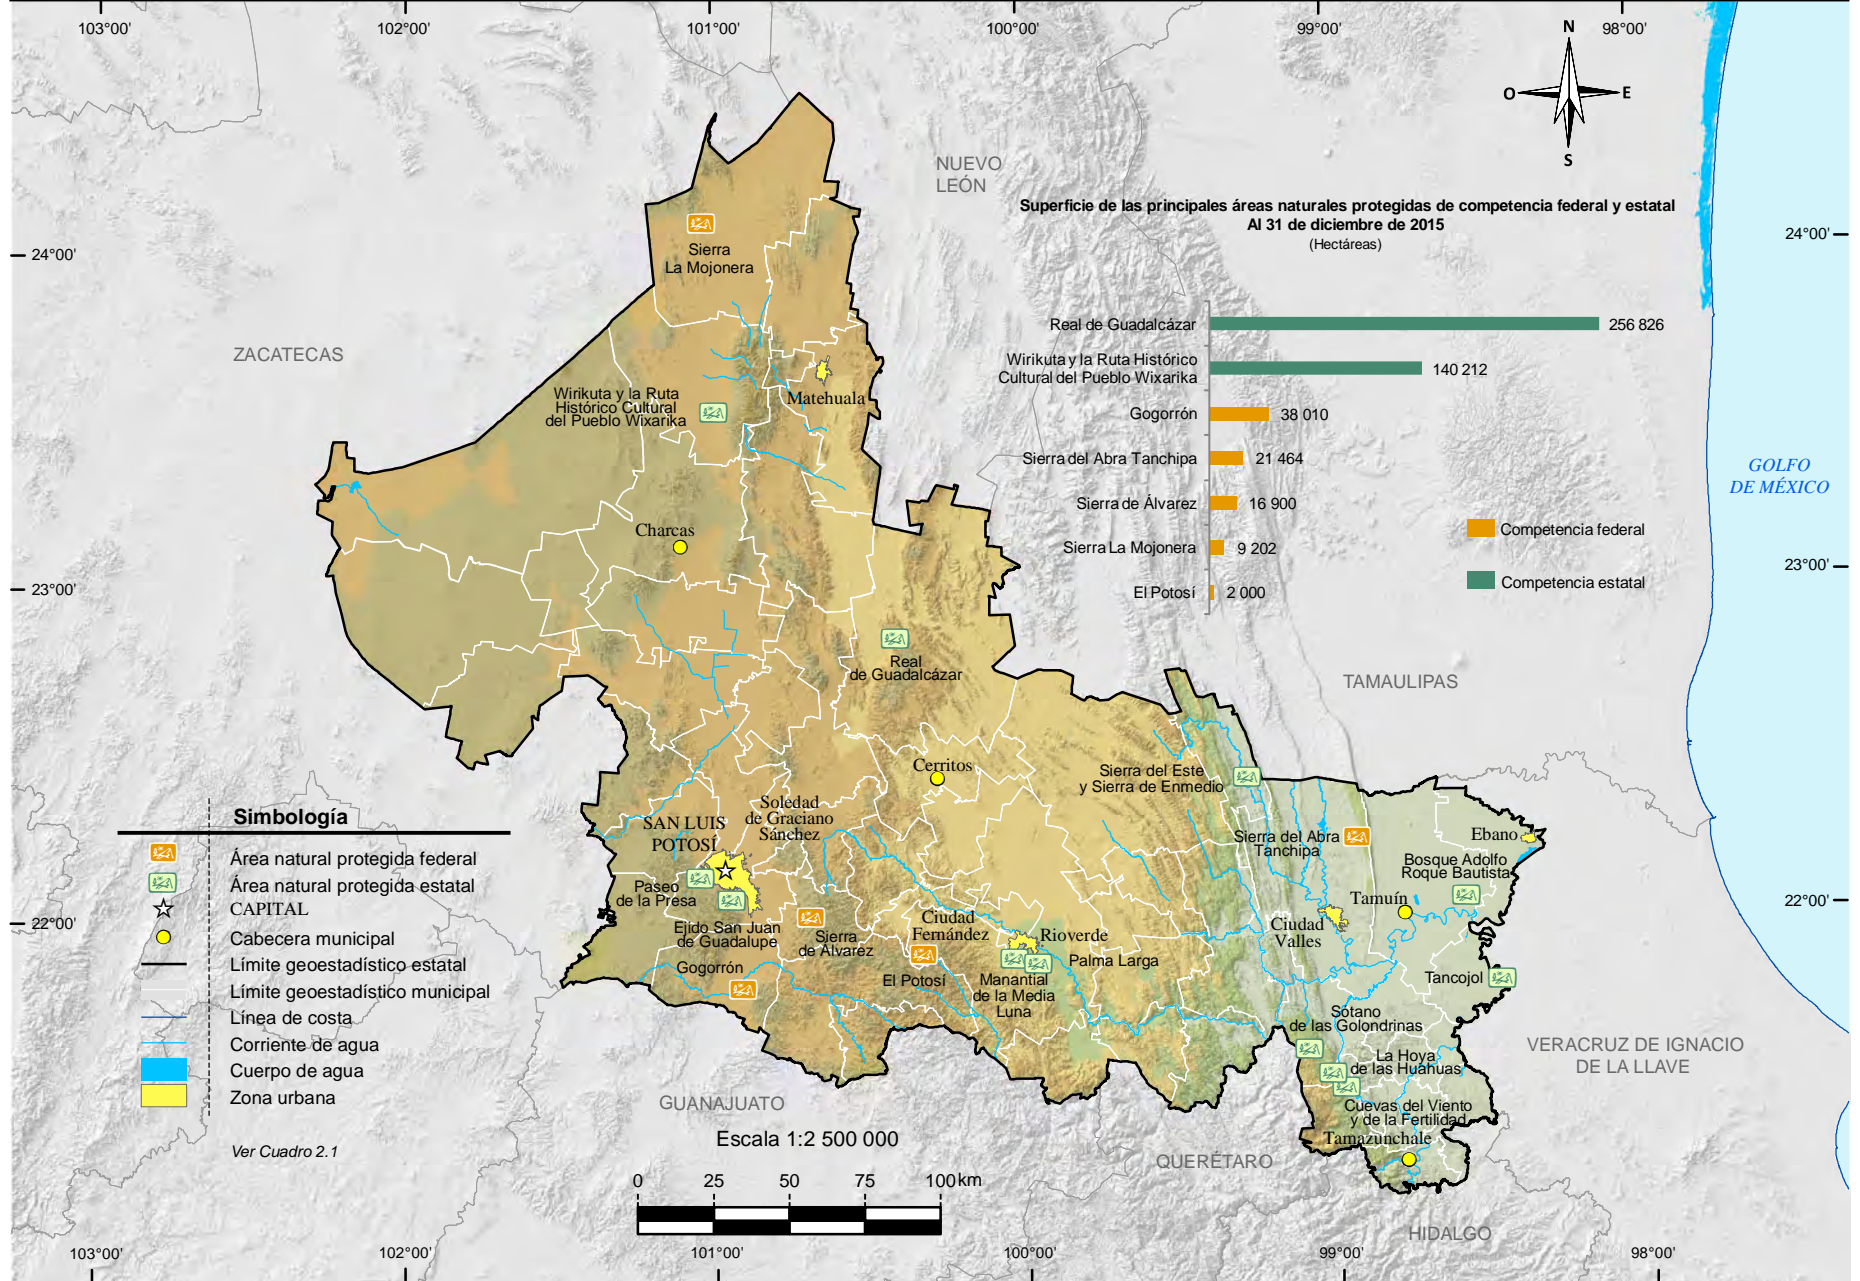 103°00'
102°00'
101°00'
100°00'
99°00'
98°00'
N
O
E
S
NUEVO
LEÓN
Superficie de las principales áreas naturales protegidas de competencia federal y estatal
Al 31 de diciembre de 2015
(Hectáreas)
24°00'
24°00'
Sierra
La Mojonera
Real de Guadalcázar
256 826
ZACATECAS
Wirikuta y la Ruta Histórico
Cultural del Pueblo Wixarika
140 212
Wirikuta y la Ruta
Histórico Cultural
del Pueblo Wixarika
Matehuala
Gogorrón
38 010
Sierra del Abra Tanchipa
21 464
GOLFO
DE MÉXICO
Sierra de Álvarez
16 900
Competencia federal
Charcas
Sierra La Mojonera
9 202
Competencia estatal
El Potosí
2 000
23°00'
23°00'
Real
de Guadalcázar
TAMAULIPAS
Cerritos
Sierra del Este
y Sierra de Enmedio
Soledad
de Graciano
Sánchez
SAN LUIS
POTOSÍ
Sierra del Abra
Tanchipa
Ebano
Bosque Adolfo
Roque Bautista
Paseo
de la Presa
Tamuín
22°00'
22°00'
Ejido San Juan
de Guadalupe
Sierra
de Álvarez
Ciudad
Fernández
Rioverde
Ciudad
Valles
Palma Larga
Gogorrón
El Potosí
Manantial
de la Media
Luna
Tancojol
Sótano
de las Golondrinas
La Hoya
de las Huahuas
VERACRUZ DE IGNACIO
DE LA LLAVE
Cuevas del Viento
y de la Fertilidad
Tamazunchale
GUANAJUATO
QUERÉTARO
HIDALGO
Simbología
Área natural protegida federal
Área natural protegida estatal
CAPITAL
Cabecera municipal
Límite geoestadístico estatal
Límite geoestadístico municipal
Línea de costa
Corriente de agua
Cuerpo de agua
Zona urbana
Ver Cuadro 2.1
Escala 1:2 500 000
0
25
50
75
100 km
103°00'
102°00'
101°00'
100°00'
99°00'
98°00'